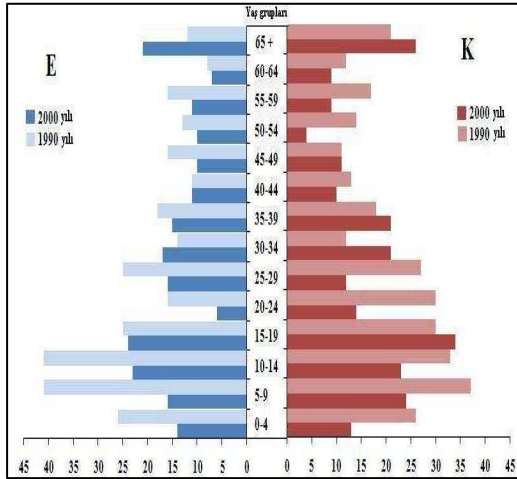 Yaş grupları
E
K
2000 yılı
1990 yılı
2000 yılı
1990 yılı
65 +
60-64
55-59
50-54
45-49
40-44
35-39
30-34
25-29
20-24
15-19
10-14
5-9
0-4
45 40 35 30 25 20 15 10 5 0
0 5 10 15 20 25 30 35 40 45